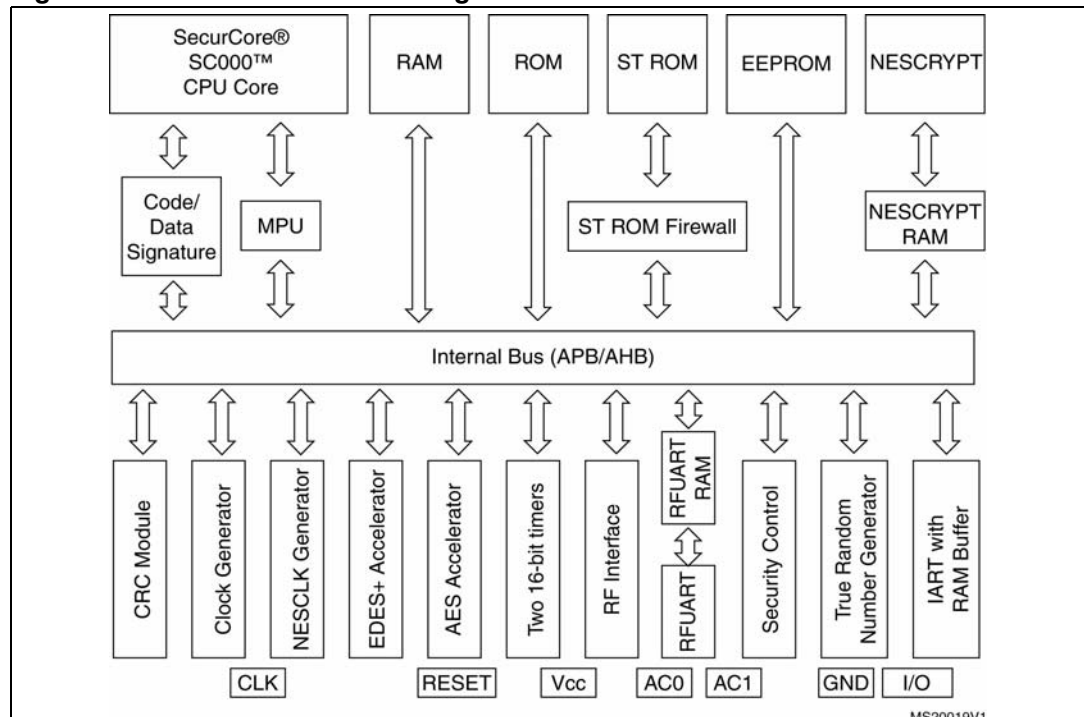 SecurCore®
SC000™
CPU Core
RAM
ROM
ST ROM
EEPROM
NESCRYPT
Code/
Data
Signature
MPU
ST ROM Firewall
NESCRYPT
RAM
Internal Bus (APB/AHB)
CRC Module
Clock Generator
NESCLK Generator
EDES+ Accelerator
AES Accelerator
Two 16-bit timers
RF Interface
RFUART
RAM
RFUART
Security Control
True Random
Number Generator
IART with
RAM Buffer
CLK
RESET
Vcc
AC0
AC1
GND
I/O